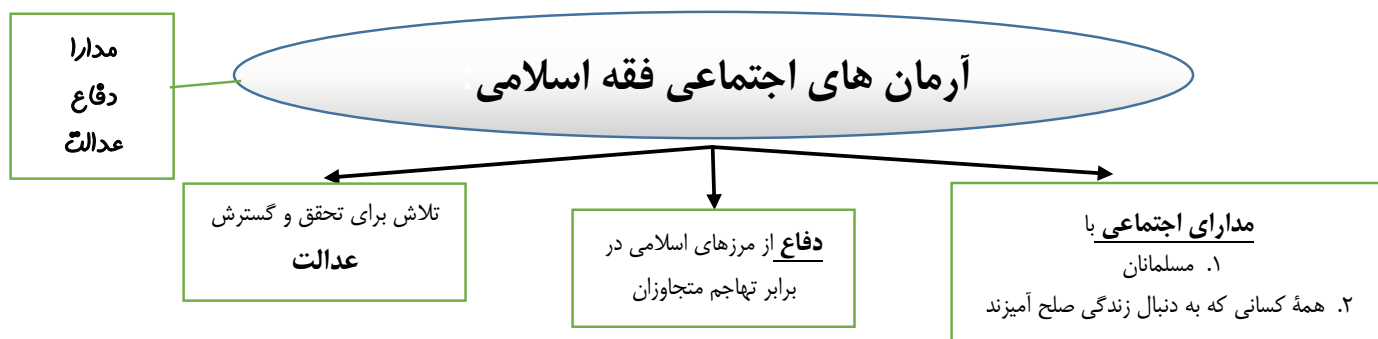 آرمان های اجتماعی فقه اسلامی
مدارا
دفاع
عدالت
مدارای اجتماعی با
۱. مسلمانان
۲. همهٔ کسانی که به دنبال زندگی صلح آمیزند
دفاع از مرزهای اسلامی در
برابر تهاجم متجاوزان
تلاش برای تحقق و گسترش
عدالت